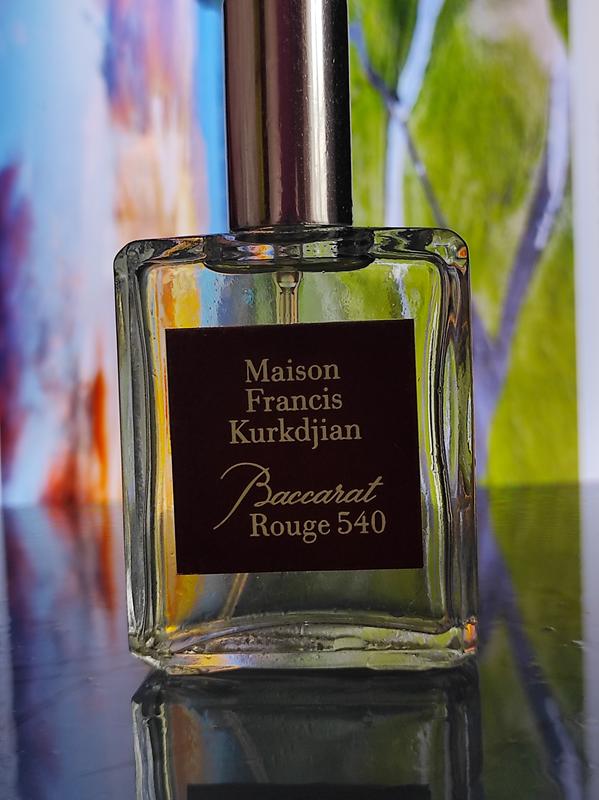 Maison
Francis
Kurkdjian
Baccarat
Rouge 540